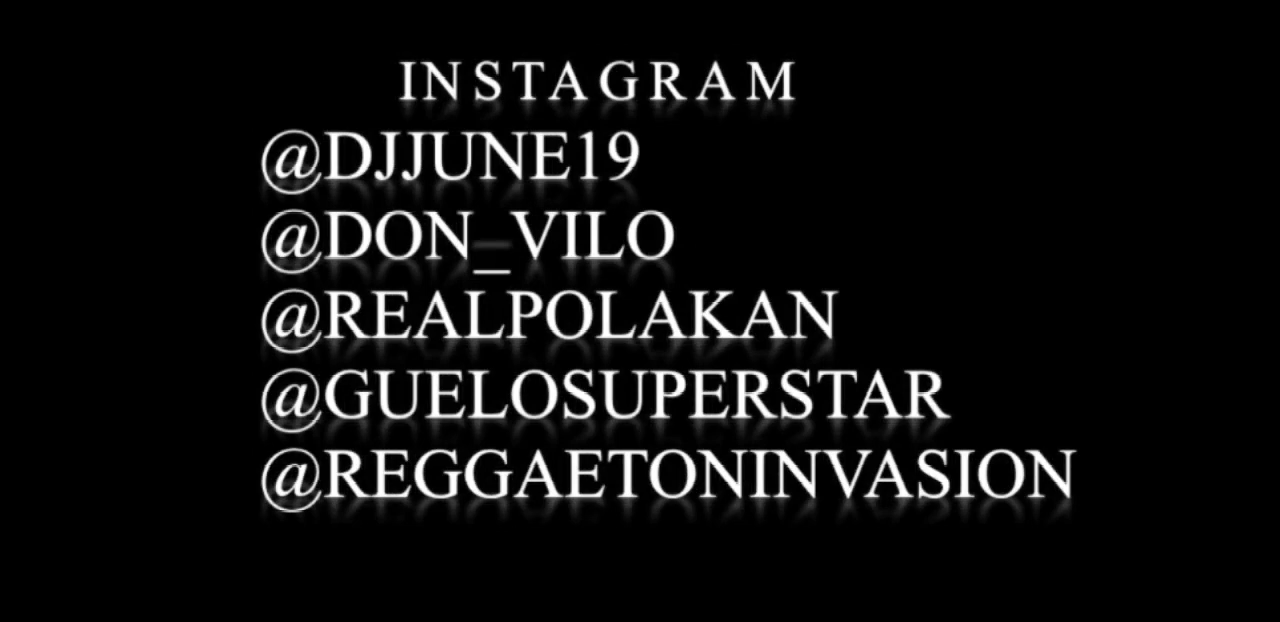 INSTAGRAM
@DJJUNE19
@DON_VILO
@REALPOLAKAN
@GUELOSUPERSTAR
@REGGAETONINVASION